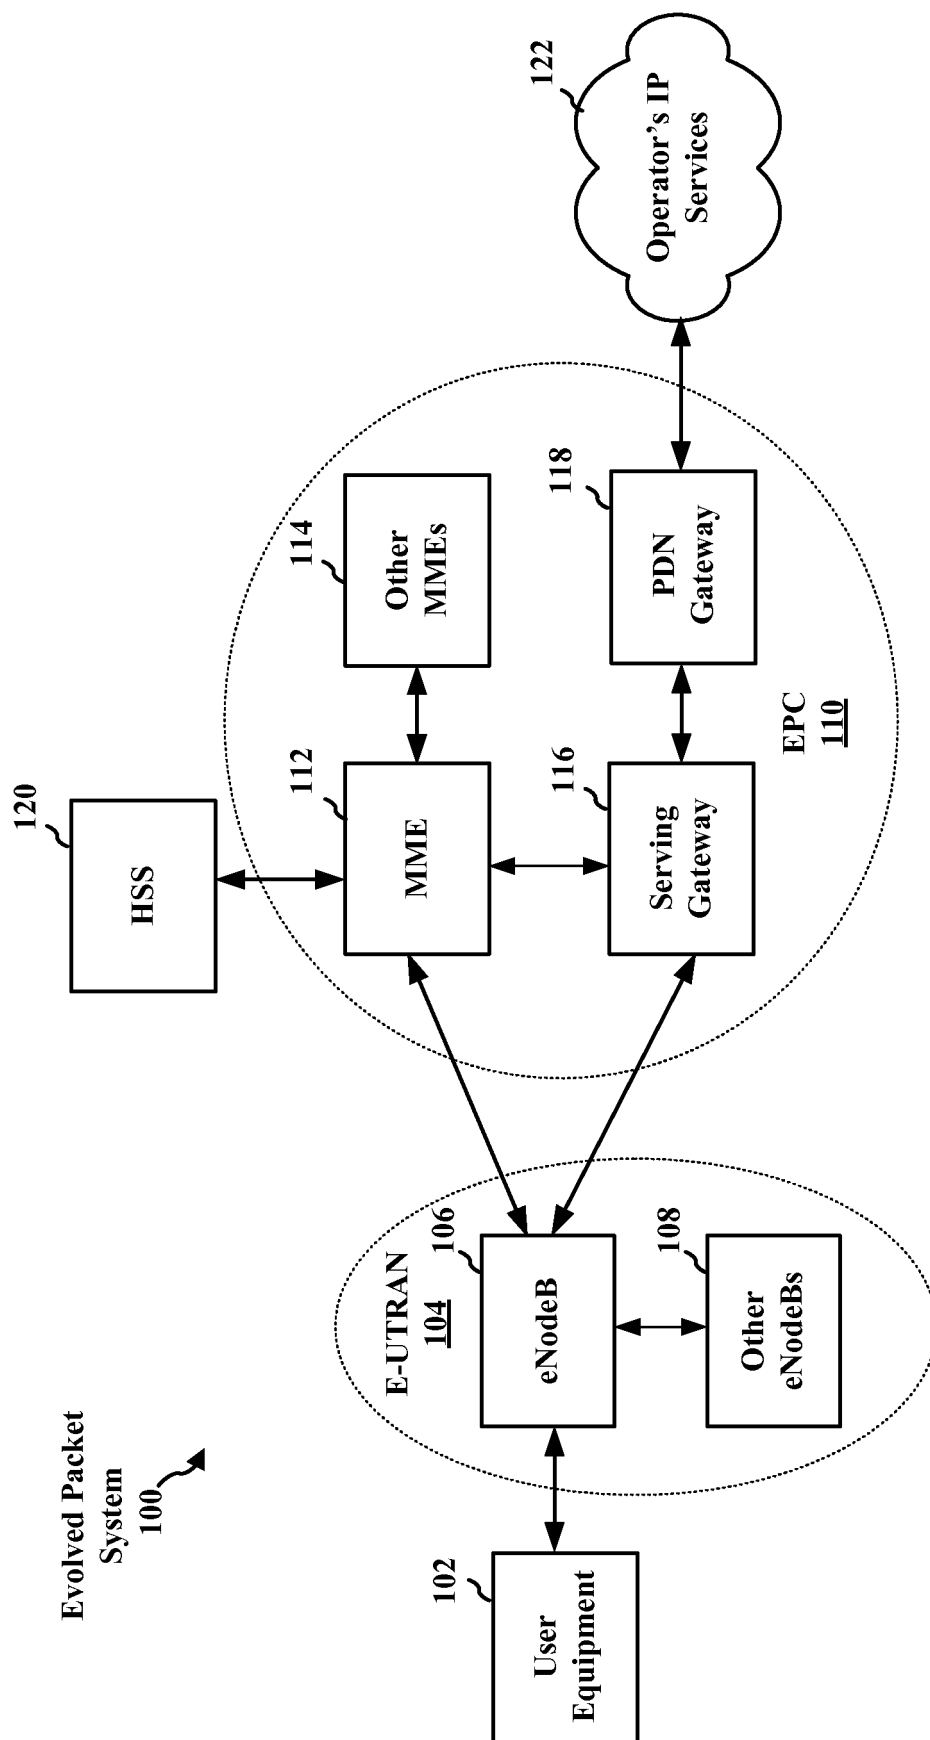 Evolved Packet
System
100
120
HSS
E-UTRAN
104
106
eNodeB
108
Other
eNodeBs
102
User
Equipment
112
MME
114
Other
MMEs
116
Serving
Gateway
118
PDN
Gateway
EPC
110
122
Operator's IP
Services